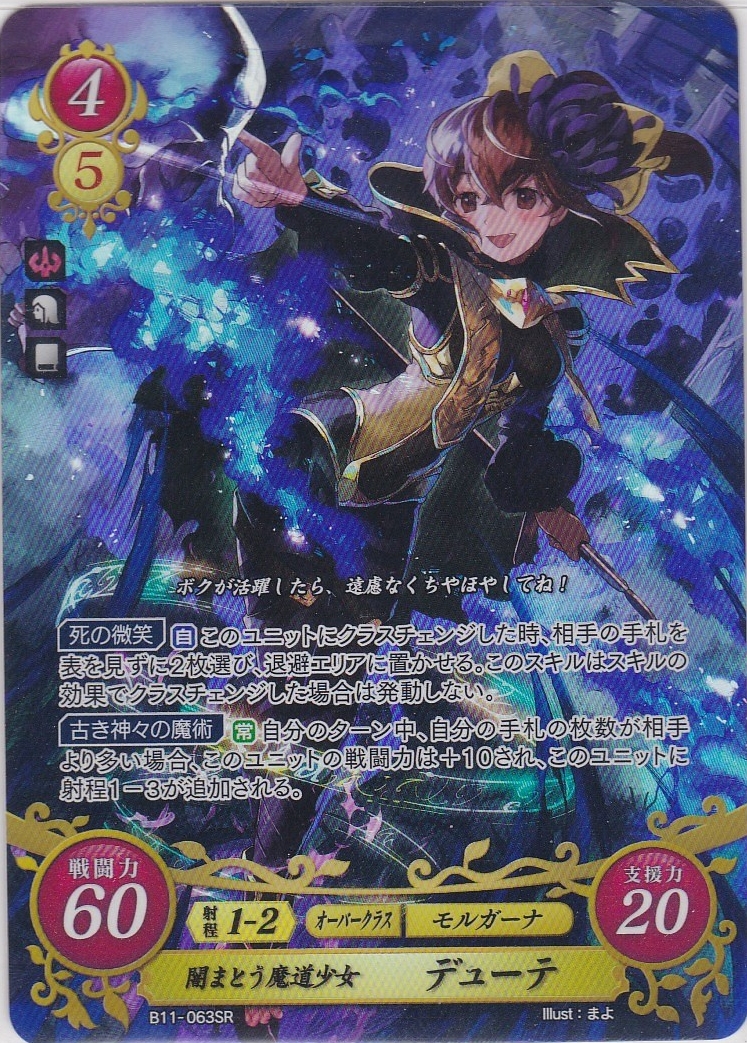 4
5
ボクが活躍したら、遠慮なくちやほやしてね!
死の微笑 自 このユニットにクラスチェンジした時、相手の手札を
表を見ずに2枚選び、退避エリアに置かせる。このスキルはスキルの
効果でクラスチェンジした場合は発動しない。
古き神々の魔術 常 自分のターン中、自分の手札の枚数が相手
より多い場合、このユニットの戦闘力は+10され、このユニットに
射程1-3が追加される。
戦闘力
60
射程 1-2 オーバークラス モルガーナ
支援力
20
闇まとう魔道少女 デューテ
B11-063SR Illust:まよ